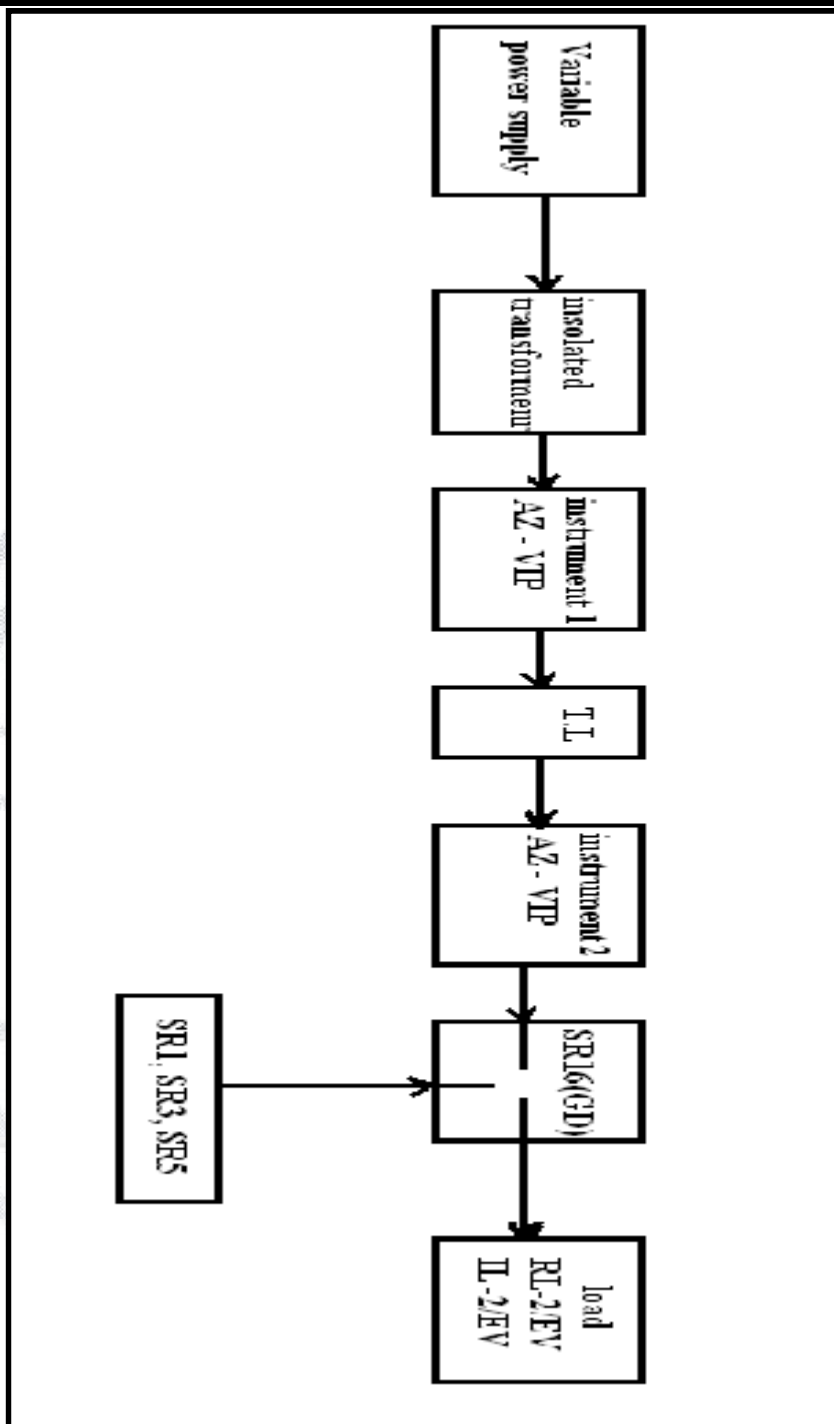 Variable
power supply
insolated
transformenr
instrument 1
AZ - VIP
T.L
instrument 2
AZ - VIP
SR16(GD)
SR1, SR3, SR5
load
RL-2/EV
IL-2/EV